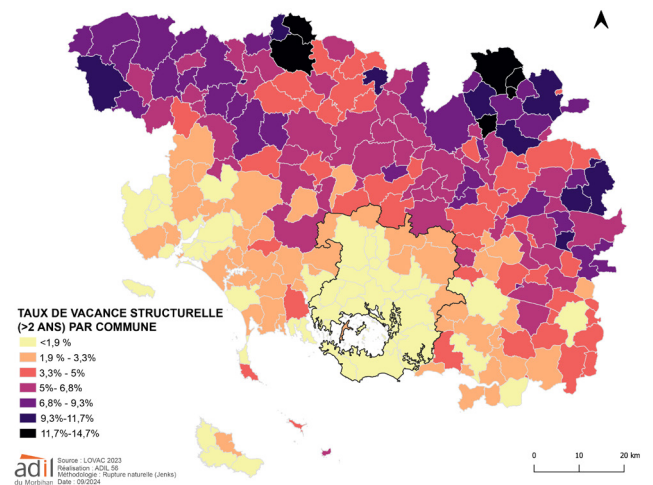 TAUX DE VACANCE STRUCTURELLE
(>2 ANS) PAR COMMUNE
<1,9 %
1,9 % - 3,3%
3,3% - 5%
5% - 6,8%
6,8% - 9,3%
9,3%-11,7%
11,7%-14,7%
adil
du Morbihan
Source : LOVAC 2023
Réalisation : ADIL 56
Méthodologie : Rupture naturelle (Jenks)
Date : 09/2024
0 10 20 km